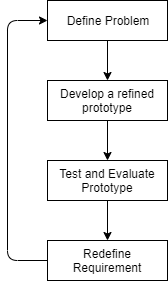 Define Problem
Develop a refined
prototype
Test and Evaluate
Prototype
Redefine
Requirement